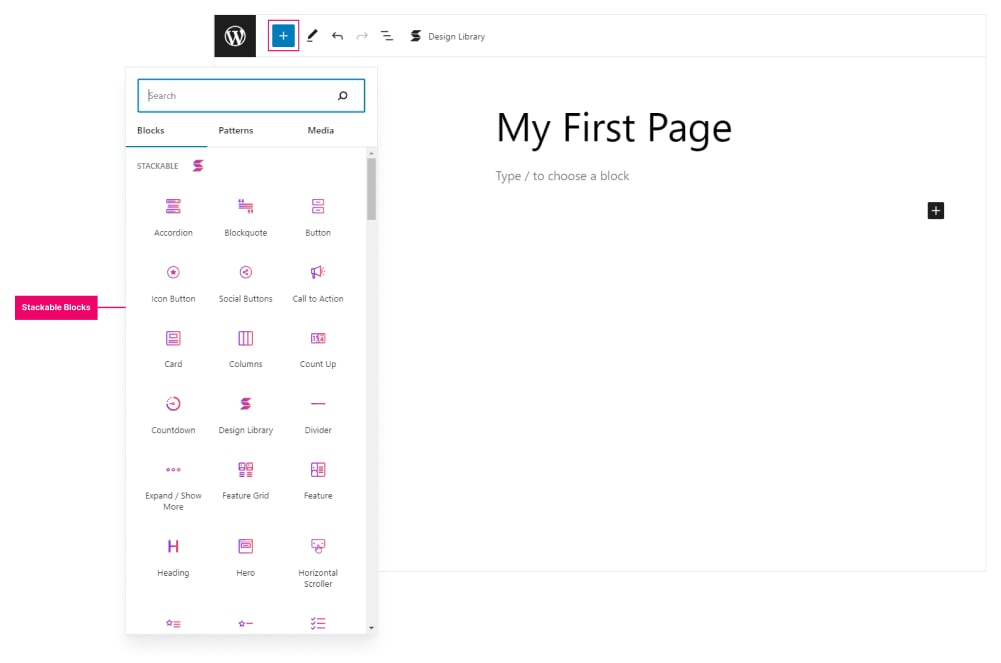 Design Library
Search
Blocks Patterns Media
STACKABLE
Accordion Blockquote Button
Icon Button Social Buttons Call to Action
Card Columns Count Up
Countdown Design Library Divider
Expand / Show More Feature Grid Feature
Heading Hero Horizontal Scroller
Stackable Blocks
My First Page
Type / to choose a block